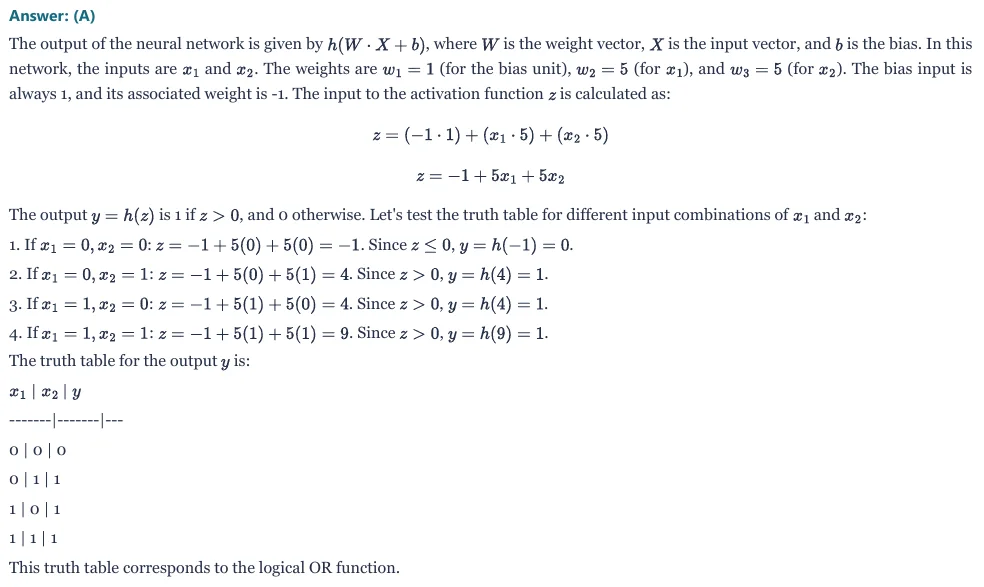 Answer: (A)
The output of the neural network is given by h(W · X + b), where W is the weight vector, X is the input vector, and b is the bias. In this
network, the inputs are x₁ and x₂. The weights are w₁ = 1 (for the bias unit), w₂ = 5 (for x₁), and w₃ = 5 (for x₂). The bias input is
always 1, and its associated weight is -1. The input to the activation function z is calculated as:
z = (−1 · 1) + (x₁ · 5) + (x₂ · 5)
z = −1 + 5x₁ + 5x₂
The output y = h(z) is 1 if z > 0, and 0 otherwise. Let's test the truth table for different input combinations of x₁ and x₂:
1. If x₁ = 0, x₂ = 0: z = −1 + 5(0) + 5(0) = −1. Since z ≤ 0, y = h(−1) = 0.
2. If x₁ = 0, x₂ = 1: z = −1 + 5(0) + 5(1) = 4. Since z > 0, y = h(4) = 1.
3. If x₁ = 1, x₂ = 0: z = −1 + 5(1) + 5(0) = 4. Since z > 0, y = h(4) = 1.
4. If x₁ = 1, x₂ = 1: z = −1 + 5(1) + 5(1) = 9. Since z > 0, y = h(9) = 1.
The truth table for the output y is:
x₁ | x₂ | y
-------|-------|---
0 | 0 | 0
0 | 1 | 1
1 | 0 | 1
1 | 1 | 1
This truth table corresponds to the logical OR function.